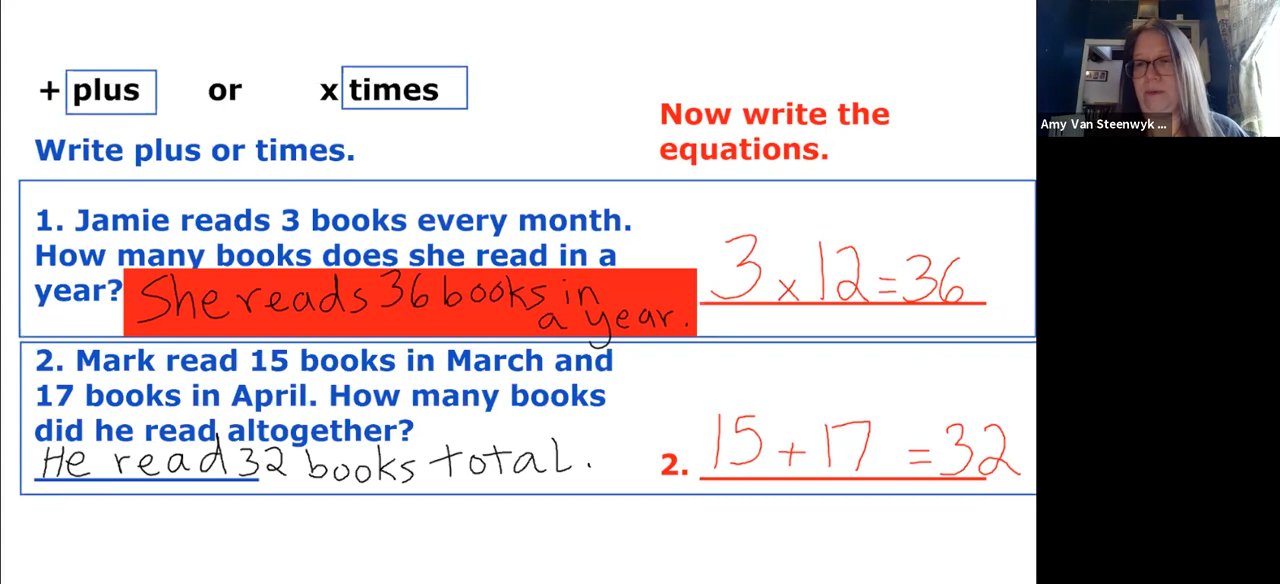 + plus or x times
Write plus or times.
Now write the
equations.
1. Jamie reads 3 books every month.
How many books does she read in a
year? She reads 36 books in
a year.
3 x 12 = 36
2. Mark read 15 books in March and
17 books in April. How many books
did he read altogether?
He read 32 books total.
2. 15 + 17 = 32
Amy Van Steenwyk ...